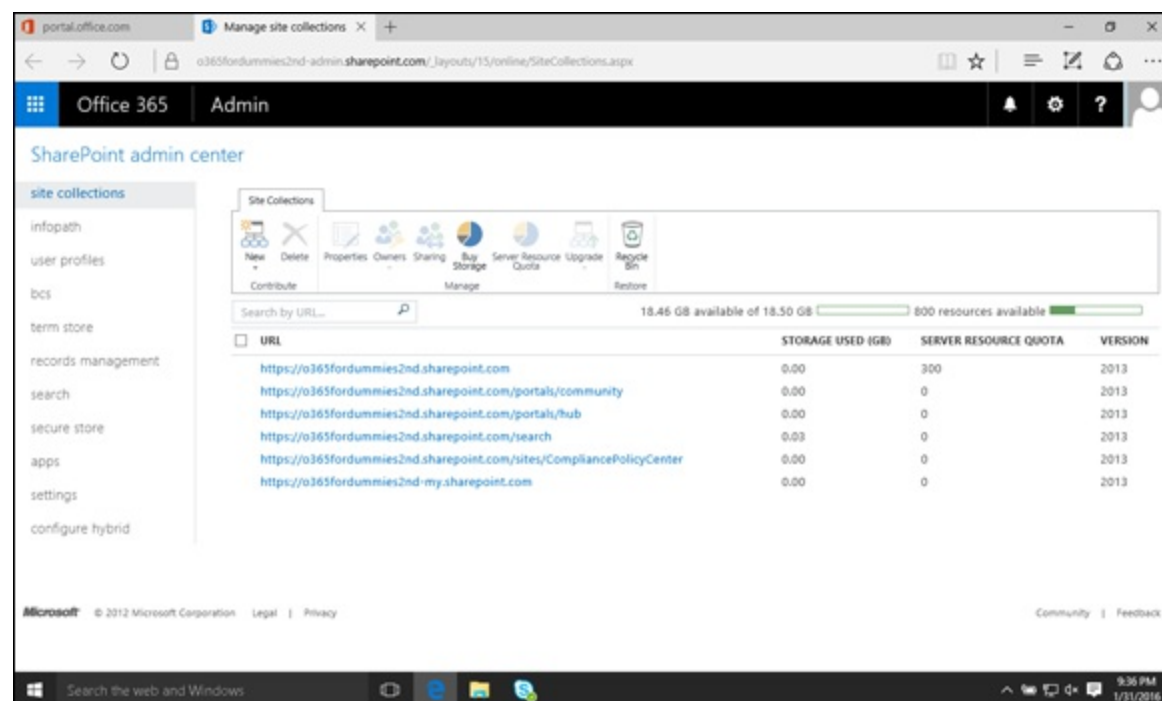 portal.office.com
Manage site collections
o365fordummies2nd-admin.sharepoint.com/_layouts/15/online/SiteCollections.aspx
Office 365 Admin
SharePoint admin center
site collections
infopath
user profiles
bcs
term store
records management
search
secure store
apps
settings
configure hybrid
Site Collections
New Delete Properties Owners Sharing Buy Storage Server Resource Quota Upgrade Recycle Bin
Contribute Manage Restore
Search by URL... 18.46 GB available of 18.50 GB 800 resources available
URL STORAGE USED (GB) SERVER RESOURCE QUOTA VERSION
https://o365fordummies2nd.sharepoint.com 0.00 300 2013
https://o365fordummies2nd.sharepoint.com/portals/community 0.00 0 2013
https://o365fordummies2nd.sharepoint.com/portals/hub 0.00 0 2013
https://o365fordummies2nd.sharepoint.com/search 0.03 0 2013
https://o365fordummies2nd.sharepoint.com/sites/CompliancePolicyCenter 0.00 0 2013
https://o365fordummies2nd-my.sharepoint.com 0.00 0 2013
Microsoft © 2012 Microsoft Corporation Legal | Privacy Community | Feedback
Search the web and Windows
9:36 PM
1/31/2016